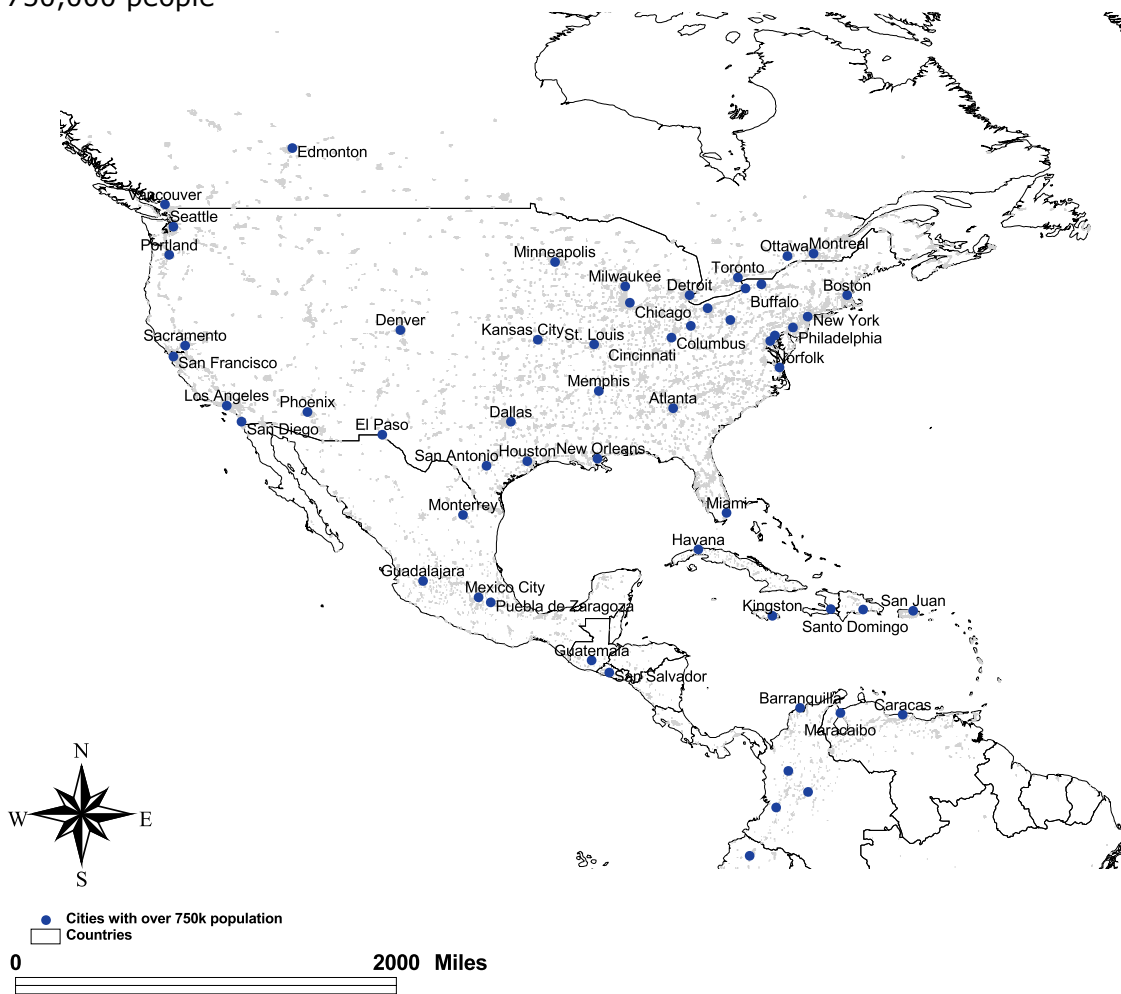 750,000 people
Edmonton
Vancouver
Seattle
Portland
Ottawa Montreal
Minneapolis
Toronto
Milwaukee
Detroit
Boston
Buffalo
Chicago
Denver
New York
Kansas City St. Louis
Sacramento
Philadelphia
Columbus
Cincinnati
Norfolk
San Francisco
Memphis
Los Angeles
Phoenix
Atlanta
Dallas
El Paso
San Diego
San Antonio Houston New Orleans
Monterrey
Miami
Havana
Guadalajara
Mexico City
San Juan
Puebla de Zaragoza
Kingston
Santo Domingo
Guatemala
San Salvador
Barranquilla
Caracas
Maracaibo
N
W E
S
Cities with over 750k population
Countries
0 2000 Miles